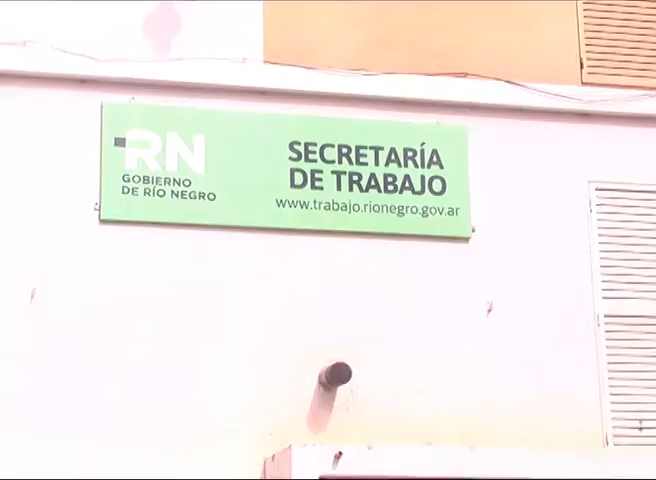 RN
GOBIERNO
DE RÍO NEGRO
SECRETARÍA
DE TRABAJO
www.trabajo.rionegro.gov.ar